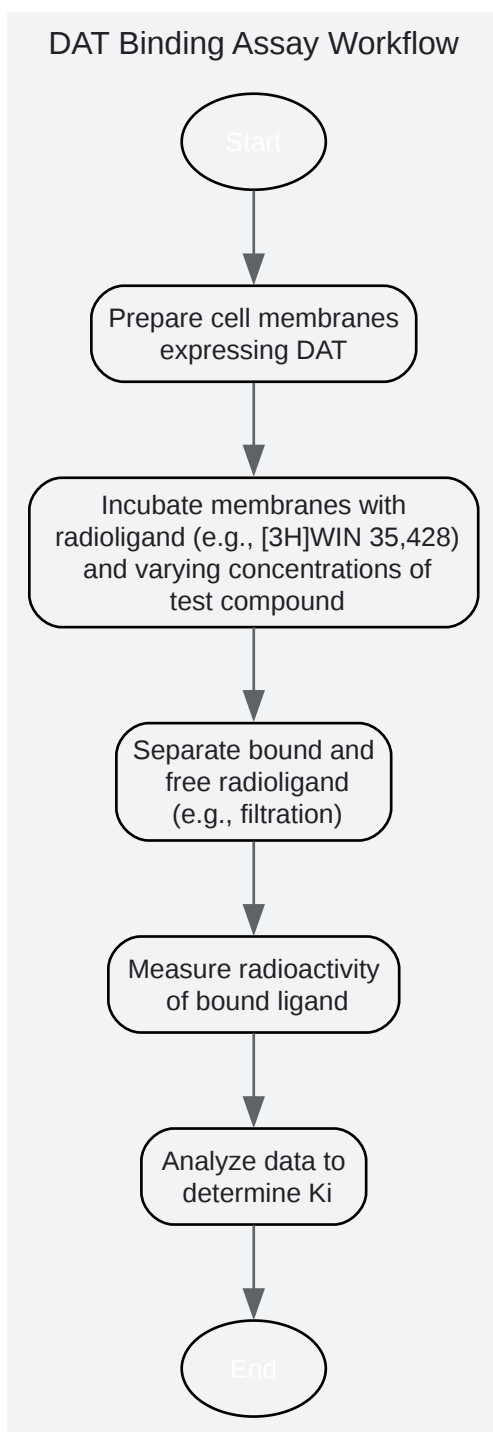 DAT Binding Assay Workflow
Start
Prepare cell membranes
expressing DAT
Incubate membranes with
radioligand (e.g., [3H]WIN 35,428)
and varying concentrations of
test compound
Separate bound and
free radioligand
(e.g., filtration)
Measure radioactivity
of bound ligand
Analyze data to
determine Ki
End